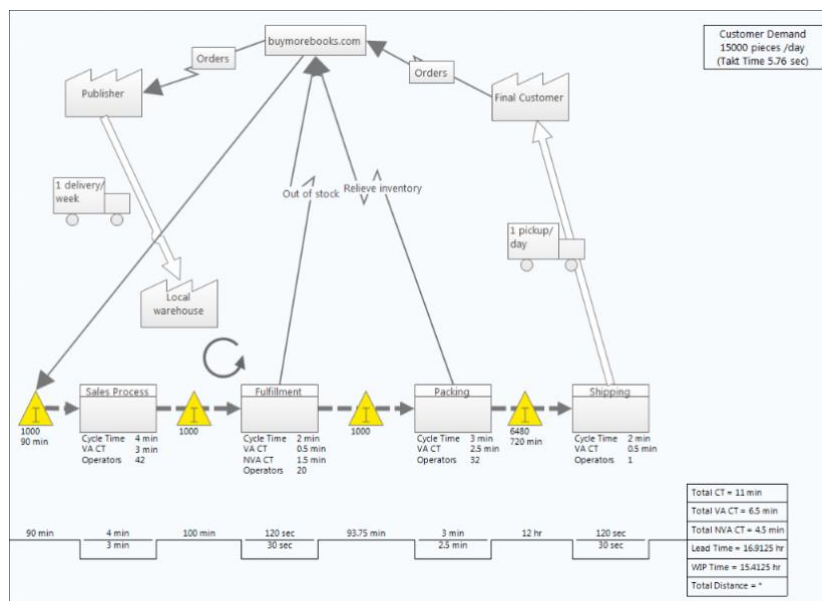 buymorebooks.com
Customer Demand
15000 pieces /day
(Takt Time 5.76 sec)
Orders
Orders
Publisher
Final Customer
1 delivery/
week
Out of stock
Relieve inventory
1 pickup/
day
Local
warehouse
Sales Process
Fulfillment
Packing
Shipping
I
I
I
I
1000
90 min
Cycle Time 4 min
VA CT 3 min
Operators 42
1000
Cycle Time 2 min
VA CT 0.5 min
NVA CT 1.5 min
Operators 20
1000
Cycle Time 3 min
VA CT 2.5 min
Operators 32
6480
720 min
Cycle Time 2 min
VA CT 0.5 min
Operators 1
90 min
4 min
3 min
100 min
120 sec
30 sec
93.75 min
3 min
2.5 min
12 hr
120 sec
30 sec
Total CT = 11 min
Total VA CT = 6.5 min
Total NVA CT = 4.5 min
Lead Time = 16.9125 hr
WIP Time = 15.4125 hr
Total Distance = "